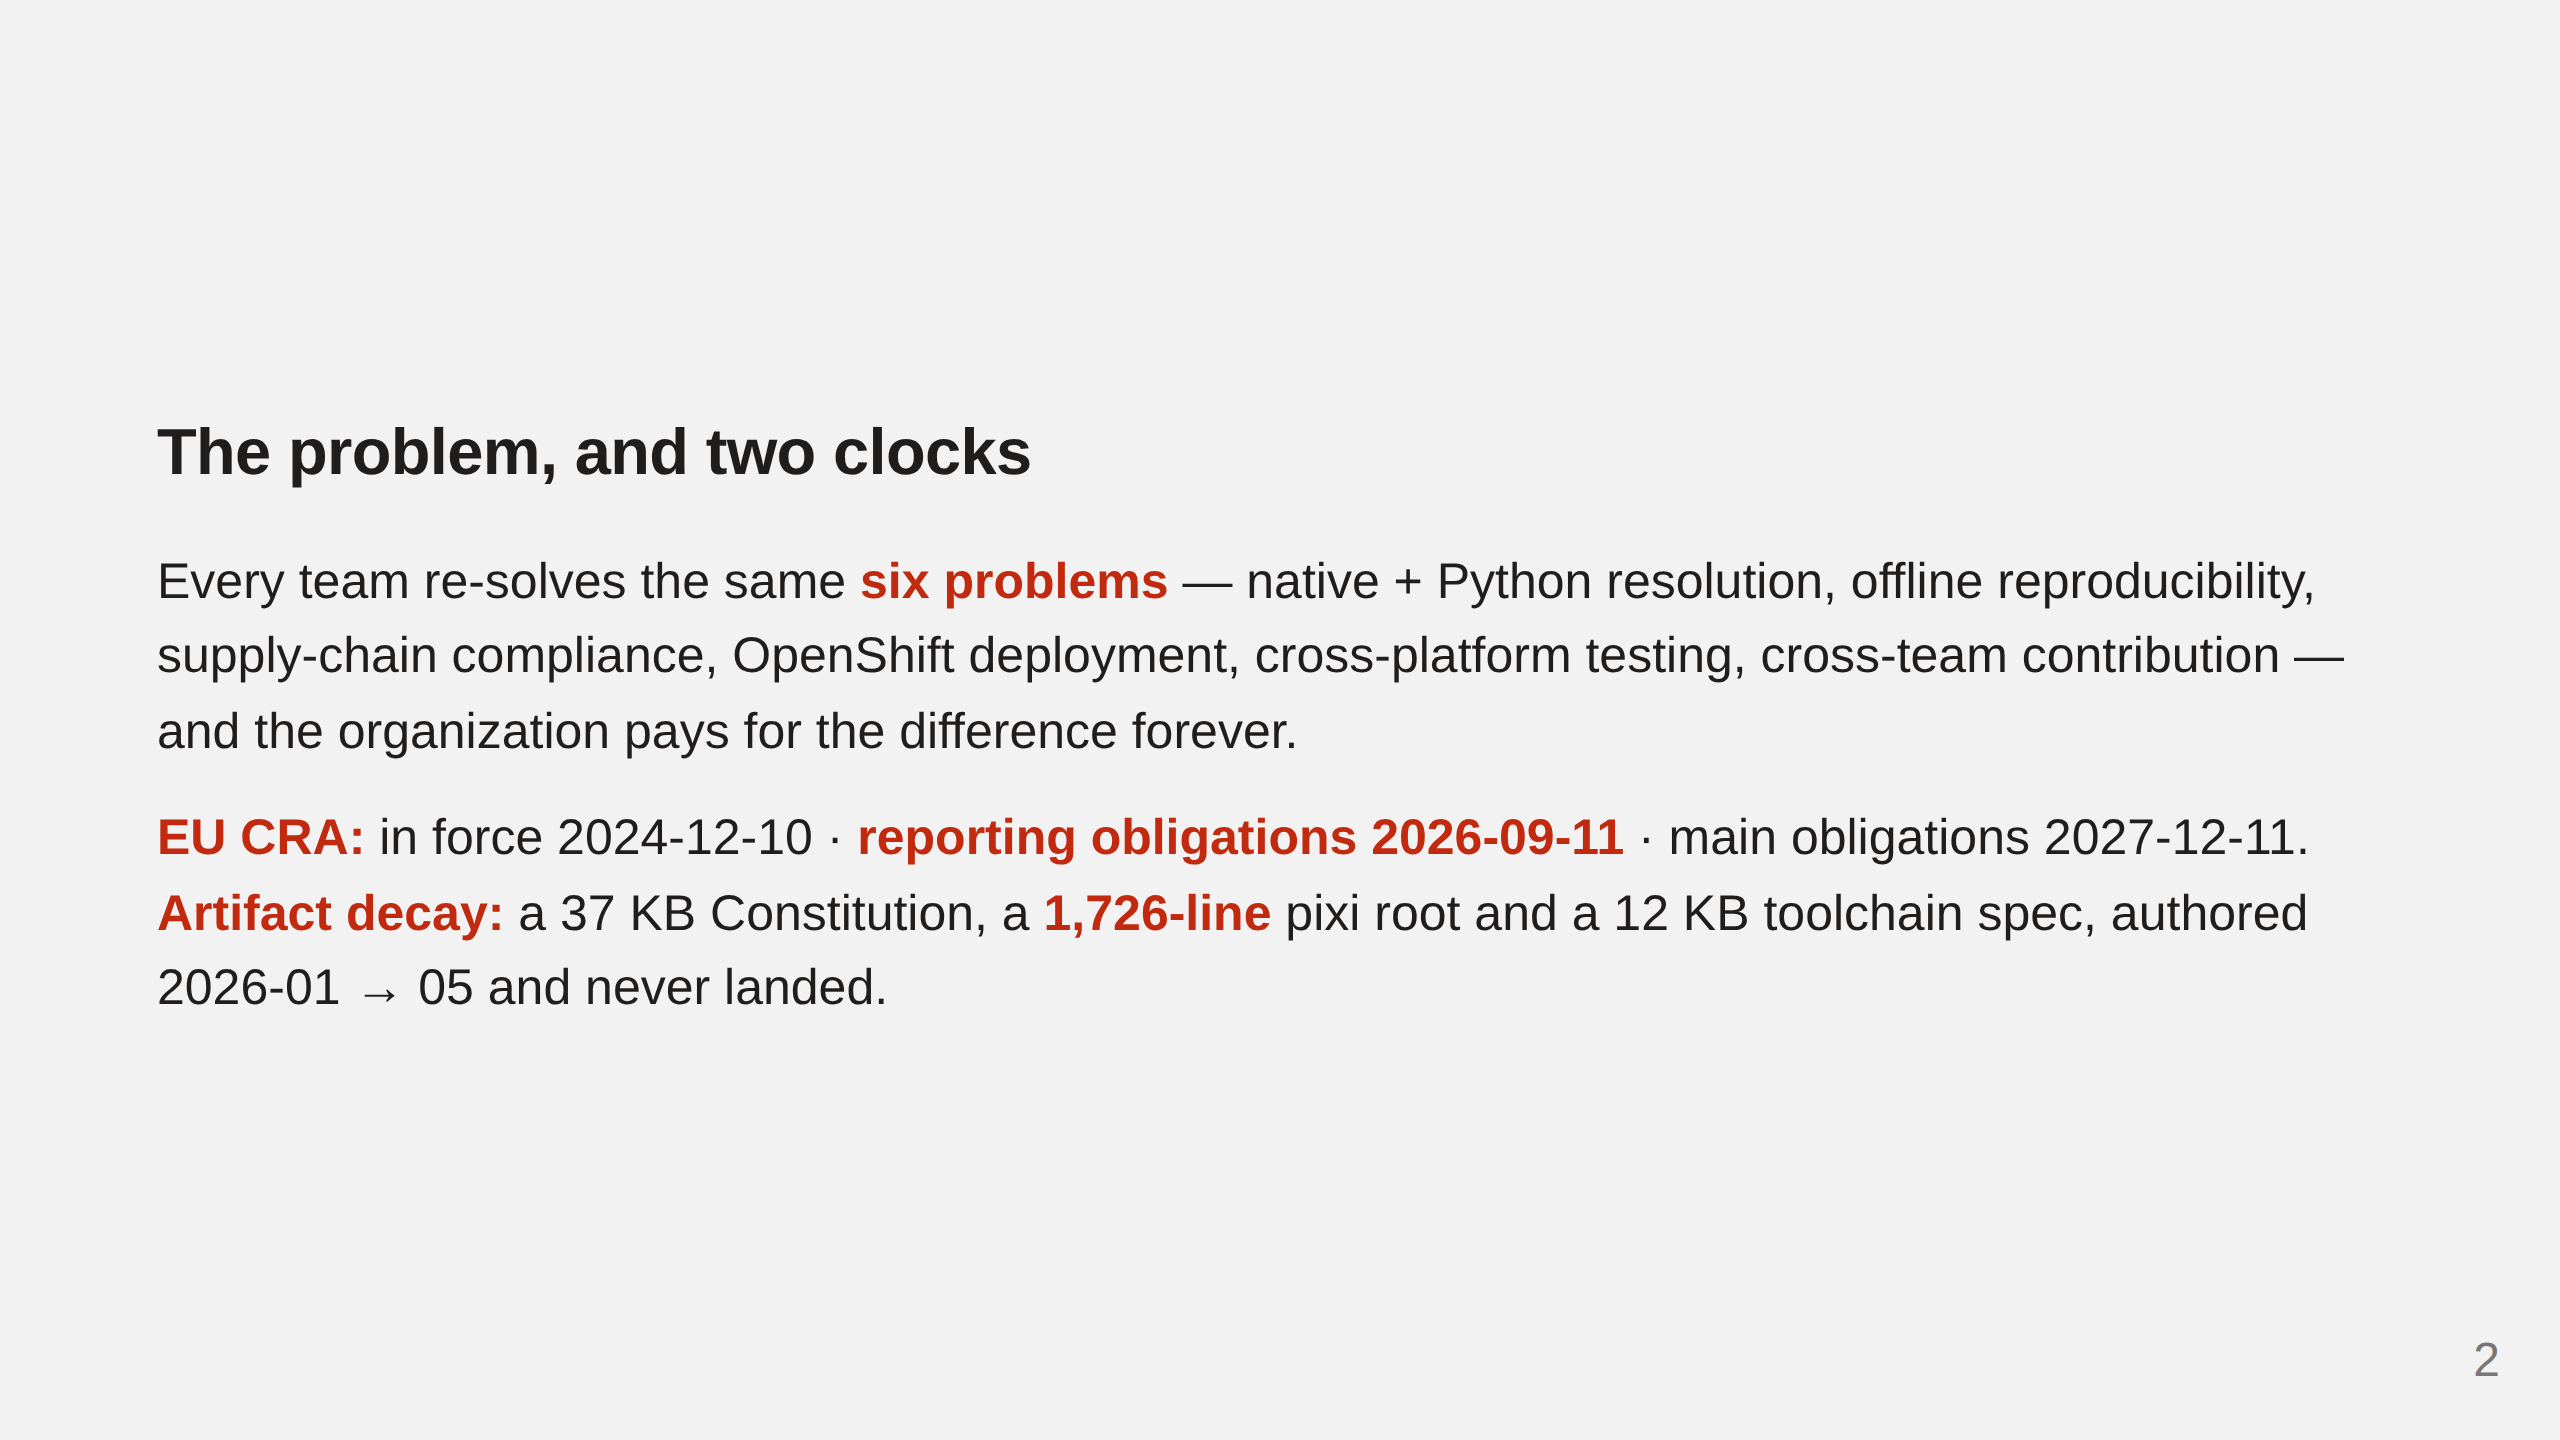 The problem, and two clocks
Every team re-solves the same six problems — native + Python resolution, offline reproducibility,
supply-chain compliance, OpenShift deployment, cross-platform testing, cross-team contribution —
and the organization pays for the difference forever.
EU CRA: in force 2024-12-10 · reporting obligations 2026-09-11 · main obligations 2027-12-11.
Artifact decay: a 37 KB Constitution, a 1,726-line pixi root and a 12 KB toolchain spec, authored
2026-01 → 05 and never landed.
2